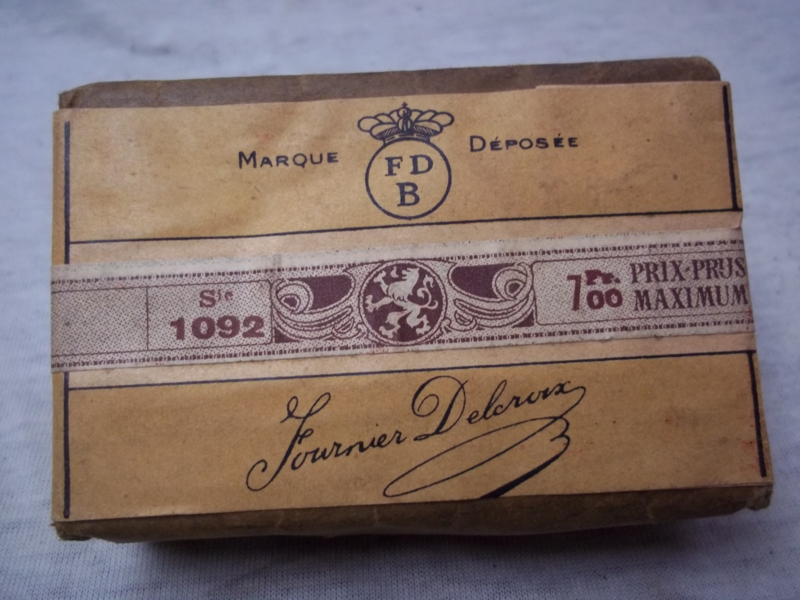 MARQUE DÉPOSÉE
FD
B
Sie
1092
7 Fr. 00
PRIX-PRIJS
MAXIMUM
Fournier Delcroix